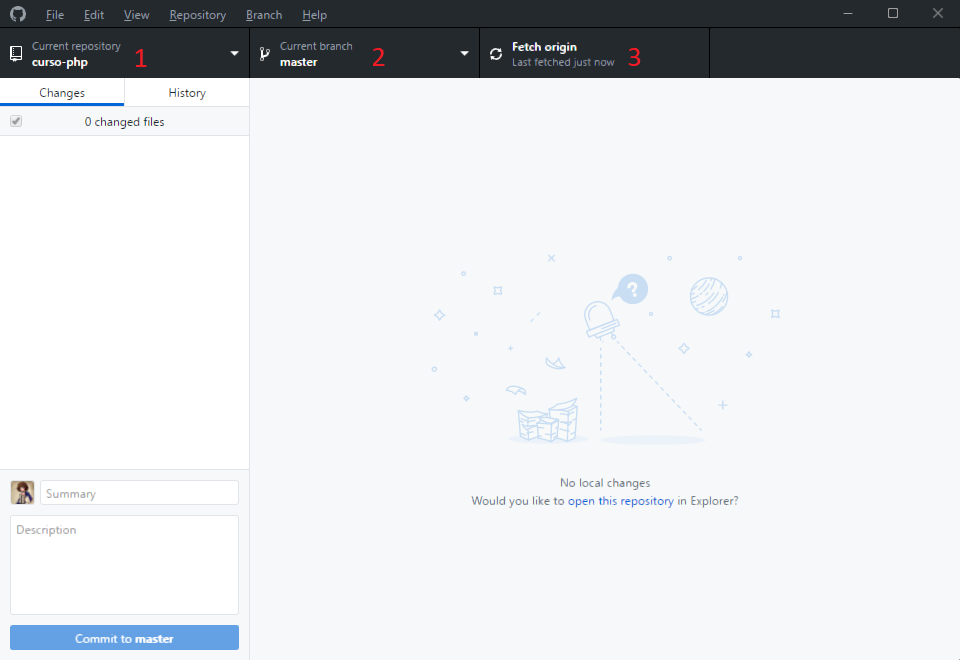 File Edit View Repository Branch Help
Current repository
curso-php
1
Current branch
master
2
Fetch origin
Last fetched just now
3
Changes
History
0 changed files
?
No local changes
Would you like to open this repository in Explorer?
Summary
Description
Commit to master